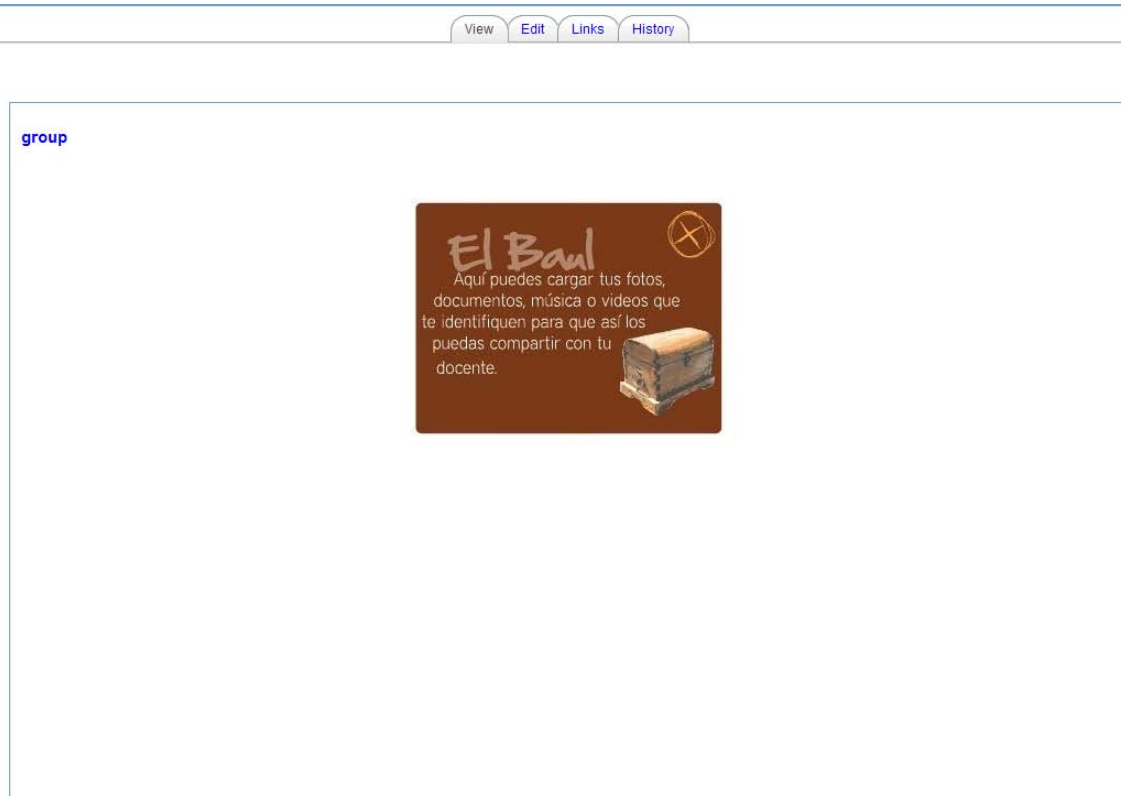 View Edit Links History
group
El Baul
Aquí puedes cargar tus fotos,
documentos, música o videos que
te identifiquen para que así los
puedas compartir con tu
docente.